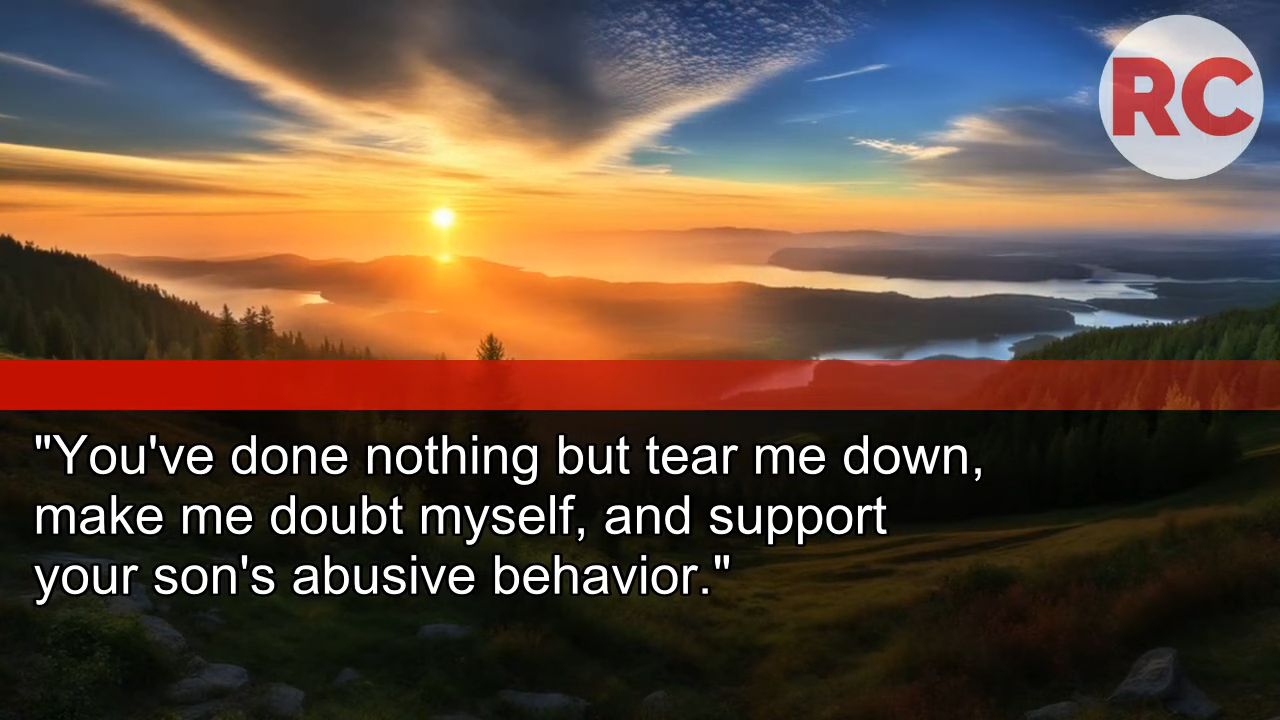 RC
"You've done nothing but tear me down,
make me doubt myself, and support
your son's abusive behavior."